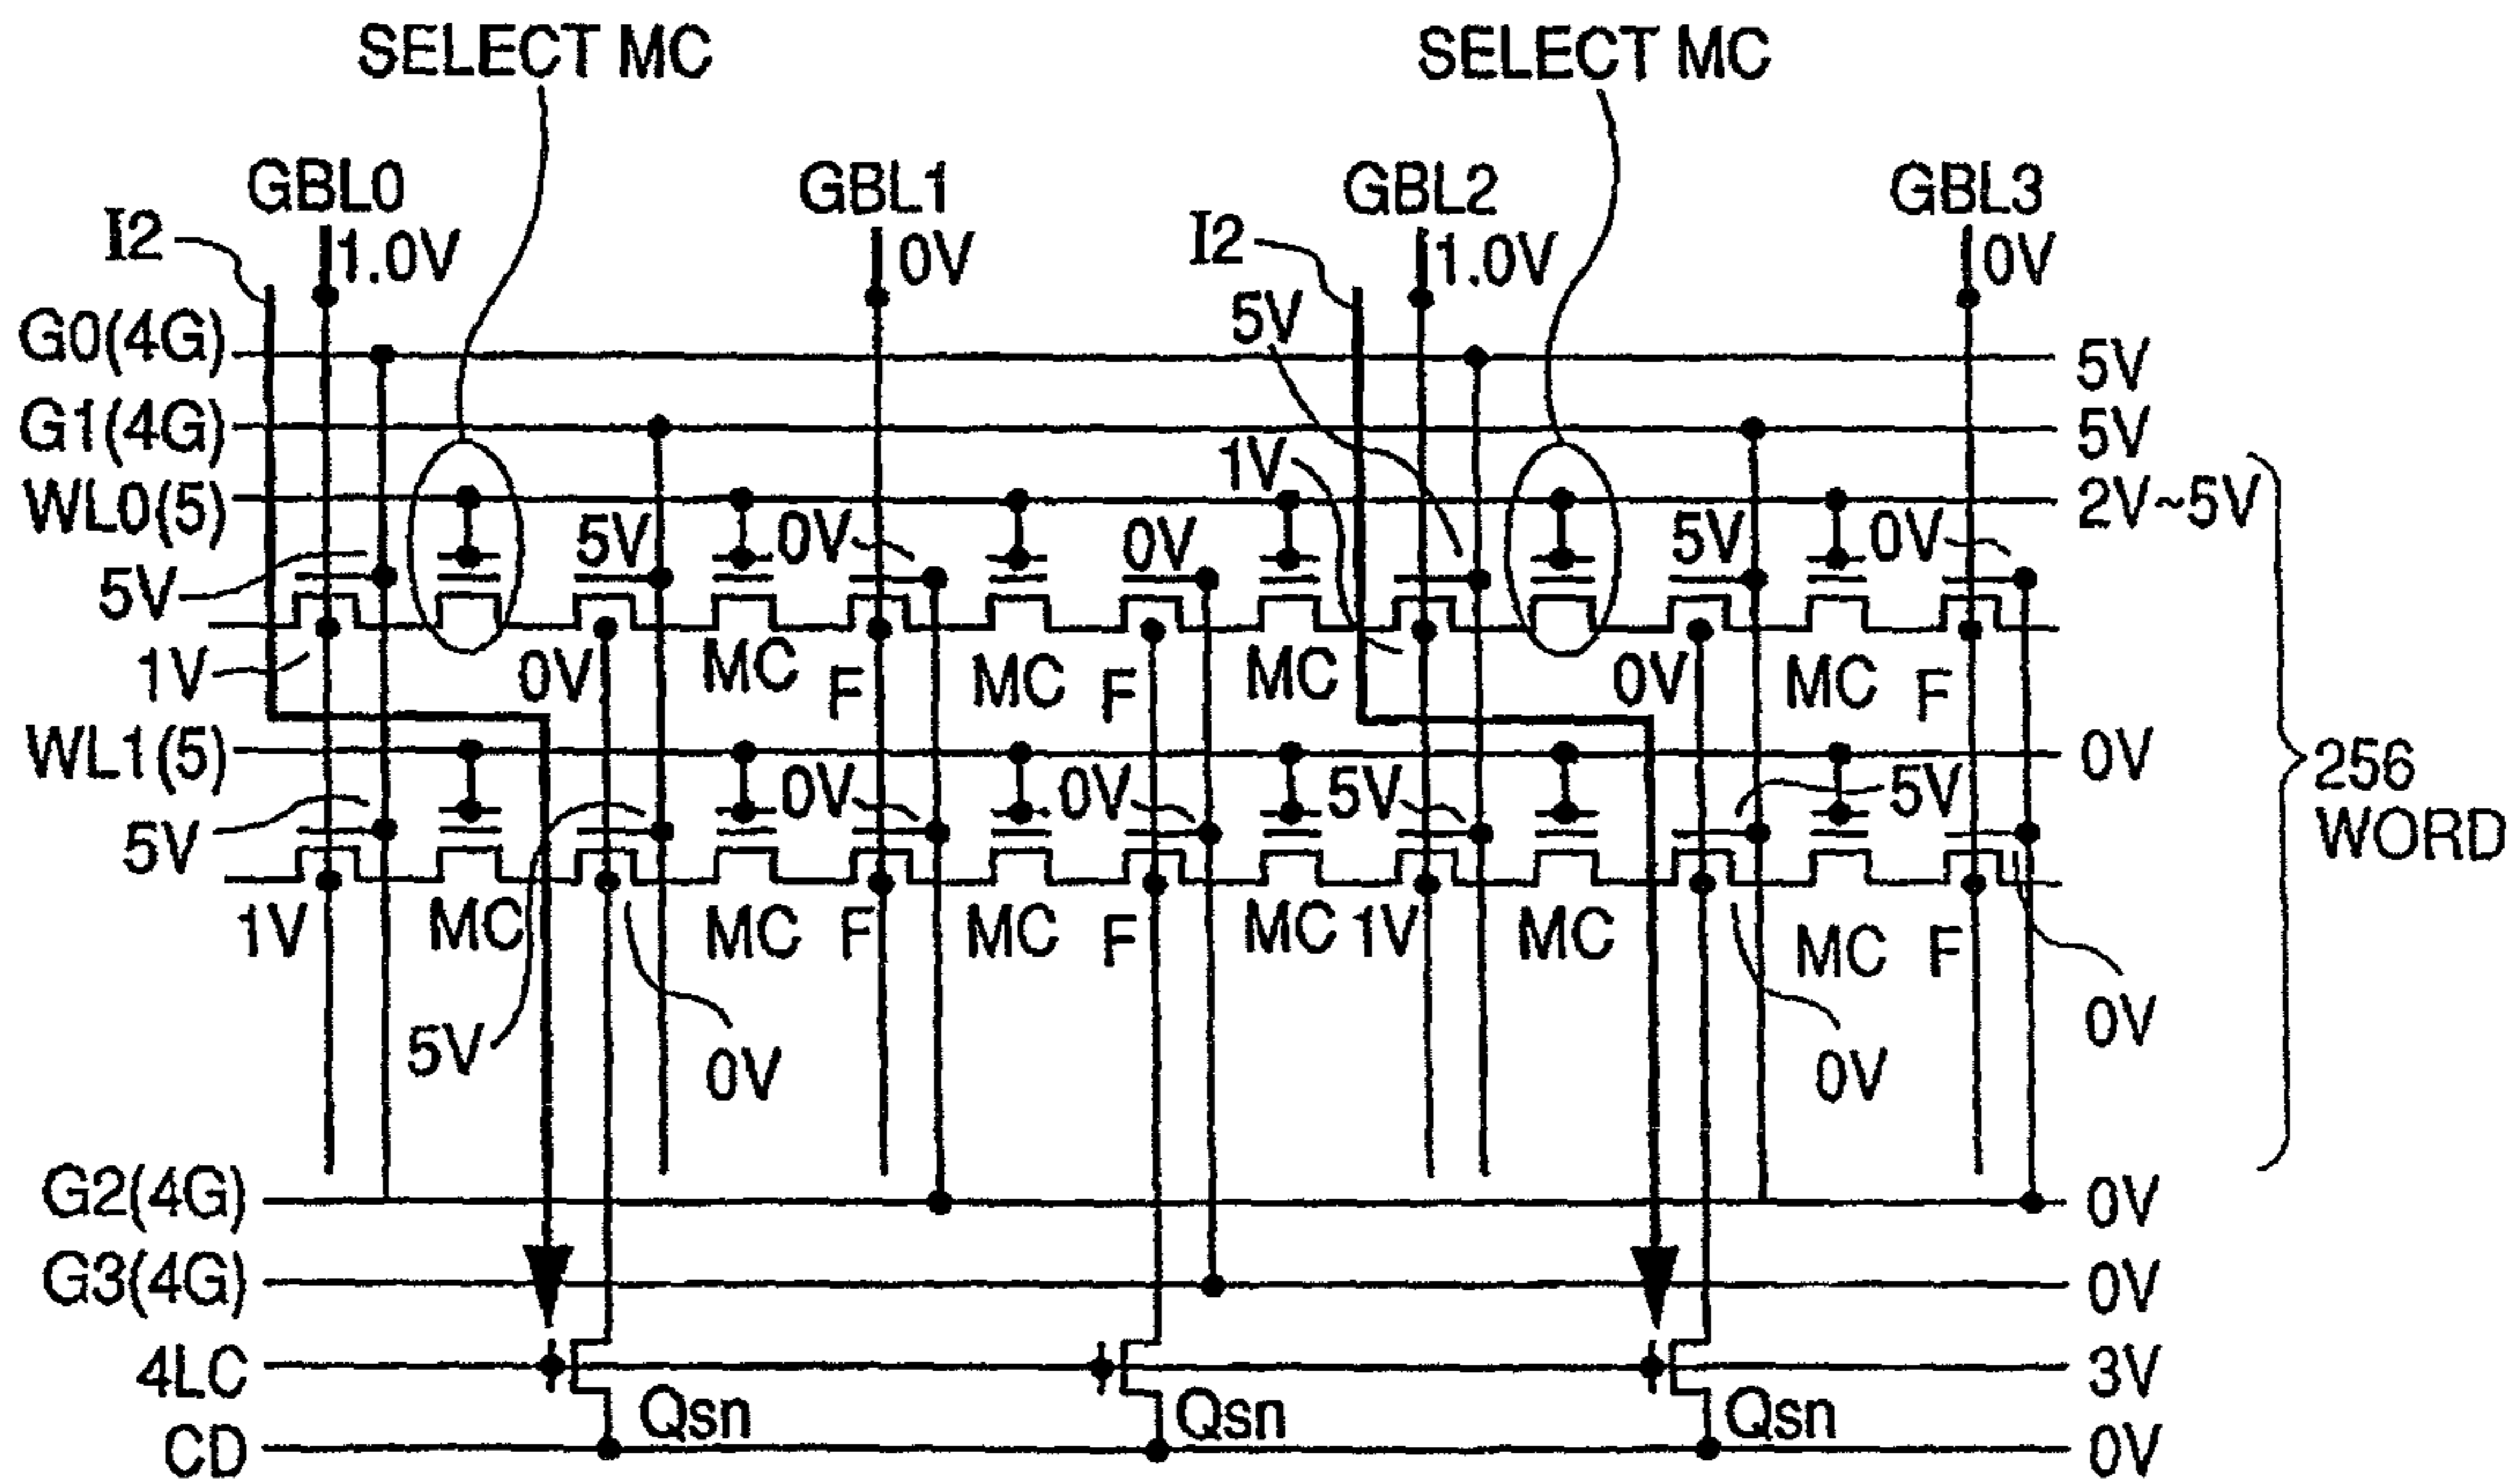 SELECT MC SELECT MC
GBL0 GBL1 GBL2 GBL3
I2 1.0V 0V I2 1.0V 0V
5V
G0(4G) 5V
G1(4G) 5V
1V
WL0(5) 2V~5V
5V 0V 0V 5V 0V
5V
1V 0V MC F MC F MC 0V MC F
WL1(5) 0V
256
WORD
0V 0V 5V 5V
5V
1V MC MC F MC F MC 1V MC MC F
5V 0V 0V 0V
G2(4G) 0V
G3(4G) 0V
4LC 3V
Qsn Qsn Qsn
CD 0V